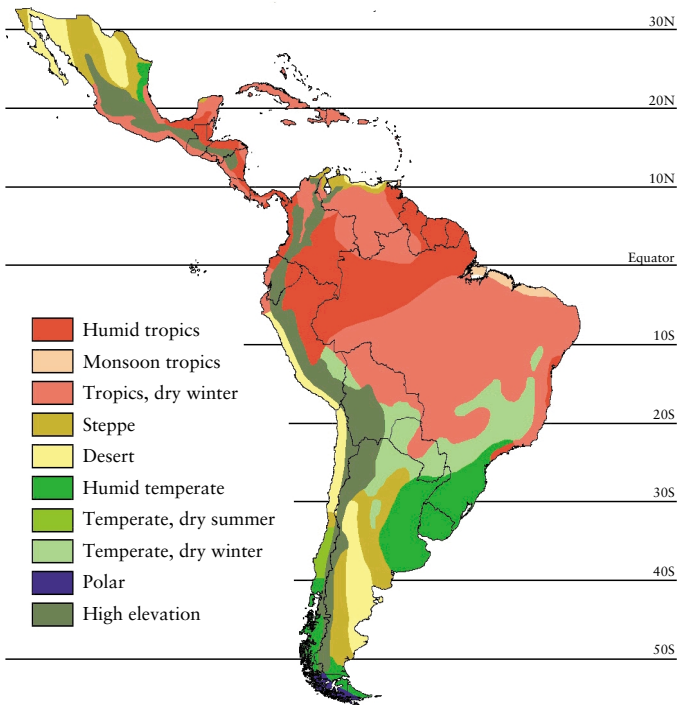 30N
20N
10N
Equator
Humid tropics
Monsoon tropics
10S
Tropics, dry winter
Steppe
20S
Desert
Humid temperate
30S
Temperate, dry summer
Temperate, dry winter
Polar
40S
High elevation
50S